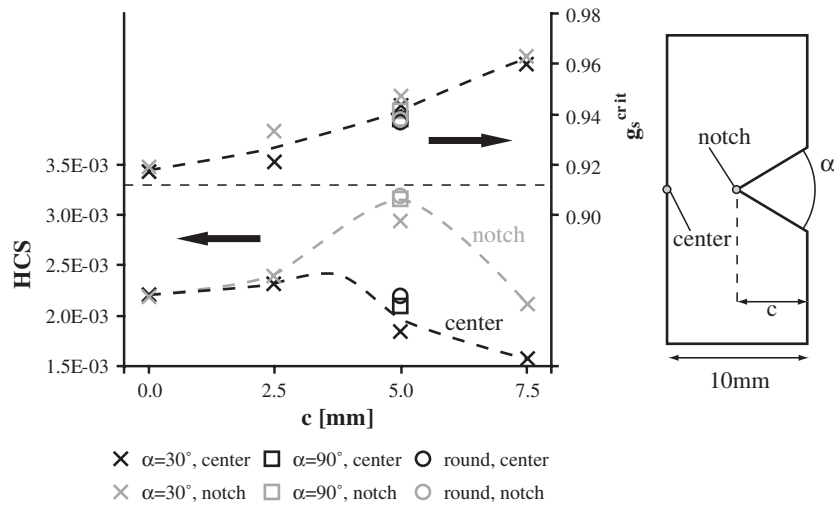 0.98
0.96
0.94
0.92
0.90
g_s^crit
3.5E-03
3.0E-03
2.5E-03
2.0E-03
1.5E-03
HCS
notch
center
0.0 2.5 5.0 7.5
c [mm]
α=30°, center α=90°, center round, center
α=30°, notch α=90°, notch round, notch
notch
α
center
c
10mm